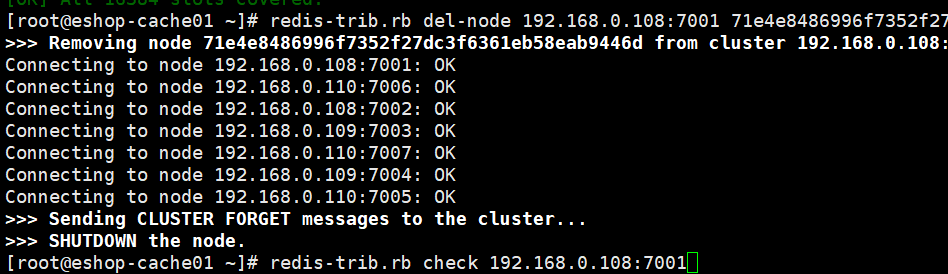 [OK] All 16384 slots covered.
[root@eshop-cache01 ~]# redis-trib.rb del-node 192.168.0.108:7001 71e4e8486996f7352f27
>>> Removing node 71e4e8486996f7352f27dc3f6361eb58eab9446d from cluster 192.168.0.108:
Connecting to node 192.168.0.108:7001: OK
Connecting to node 192.168.0.110:7006: OK
Connecting to node 192.168.0.108:7002: OK
Connecting to node 192.168.0.109:7003: OK
Connecting to node 192.168.0.110:7007: OK
Connecting to node 192.168.0.109:7004: OK
Connecting to node 192.168.0.110:7005: OK
>>> Sending CLUSTER FORGET messages to the cluster...
>>> SHUTDOWN the node.
[root@eshop-cache01 ~]# redis-trib.rb check 192.168.0.108:7001